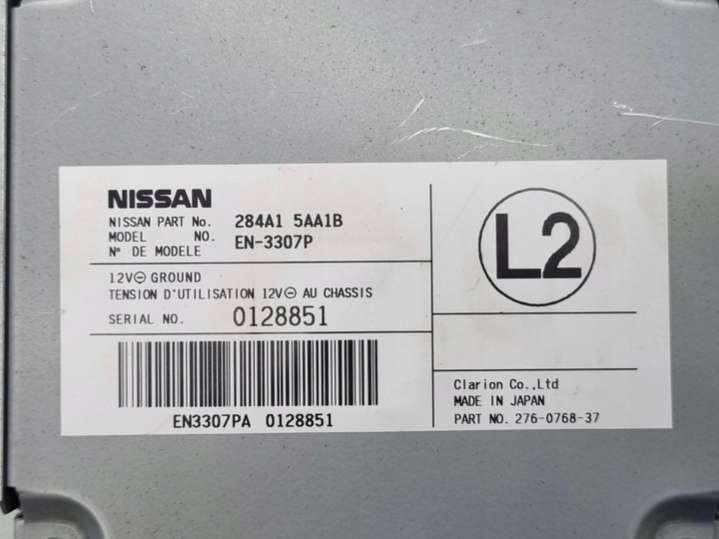 NISSAN
NISSAN PART No. 284A1 5AA1B
MODEL NO. EN-3307P
N° DE MODELE
12V⊖ GROUND
TENSION D'UTILISATION 12V⊖ AU CHASSIS
SERIAL NO. 0128851
EN3307PA 0128851
L2
Clarion Co.,Ltd
MADE IN JAPAN
PART NO. 276-0768-37